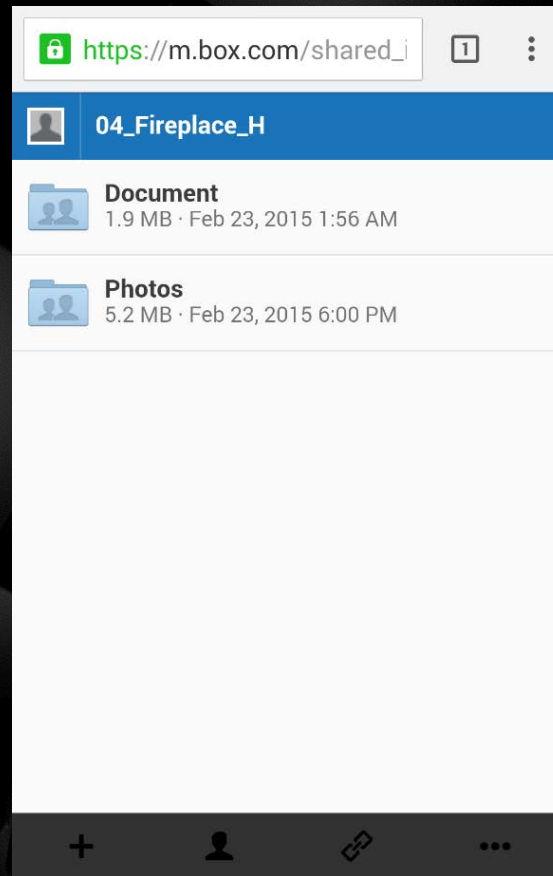 https://m.box.com/shared_i
1
04_Fireplace_H
Document
1.9 MB · Feb 23, 2015 1:56 AM
Photos
5.2 MB · Feb 23, 2015 6:00 PM